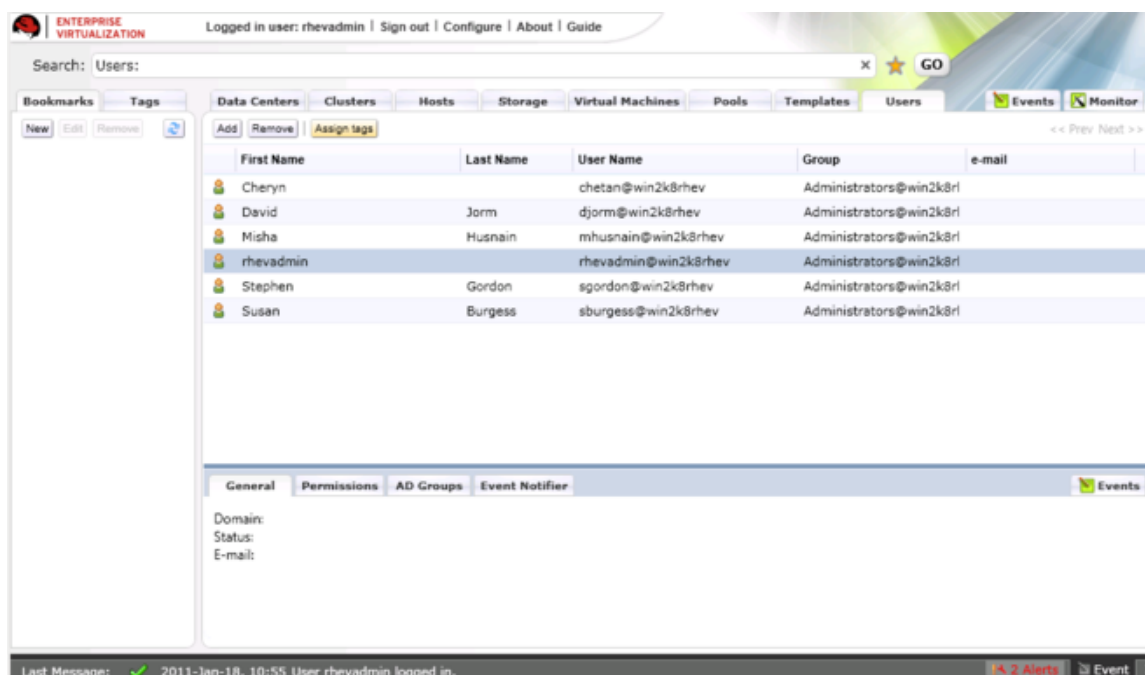 ENTERPRISE
VIRTUALIZATION
Logged in user: rhevadmin | Sign out | Configure | About | Guide
Search: Users: × GO
Bookmarks Tags
New Edit Remove
Data Centers Clusters Hosts Storage Virtual Machines Pools Templates Users Events Monitor
Add Remove | Assign tags << Prev Next >>
First Name Last Name User Name Group e-mail
Cheryn chetan@win2k8rhev Administrators@win2k8rl
David Jorm djorm@win2k8rhev Administrators@win2k8rl
Misha Husnain mhusnain@win2k8rhev Administrators@win2k8rl
rhevadmin rhevadmin@win2k8rhev Administrators@win2k8rl
Stephen Gordon sgordon@win2k8rhev Administrators@win2k8rl
Susan Burgess sburgess@win2k8rhev Administrators@win2k8rl
General Permissions AD Groups Event Notifier Events
Domain:
Status:
E-mail:
Last Message: 2011-Jan-18, 10:55 User rhevadmin logged in. 2 Alerts Event